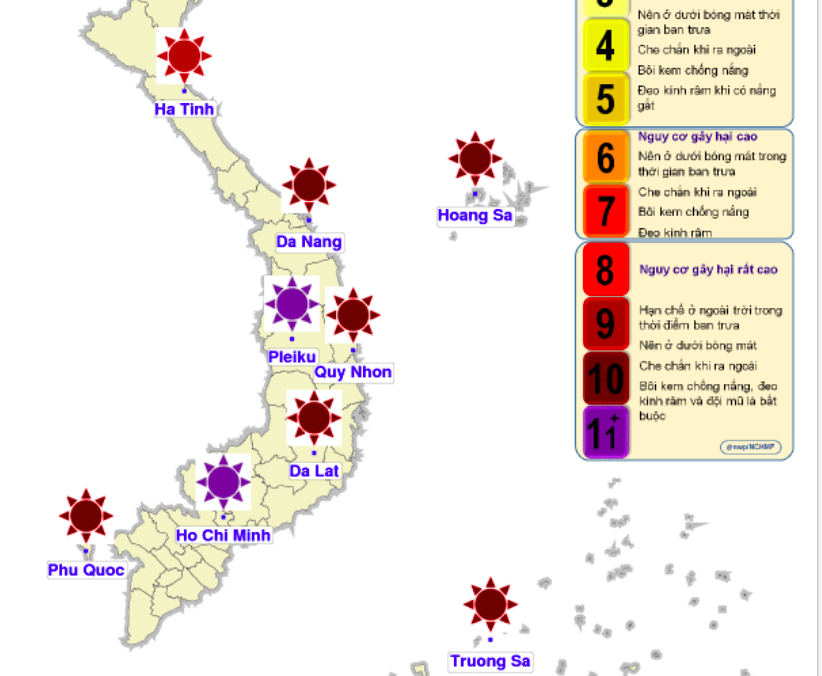 Nên ở dưới bóng mát thời
gian ban trưa
4
Che chắn khi ra ngoài
Bôi kem chống nắng
5
Đeo kính râm khi có nắng
gắt
Nguy cơ gây hại cao
6
Nên ở dưới bóng mát trong
thời gian ban trưa
Che chắn khi ra ngoài
7
Bôi kem chống nắng
Đeo kính râm
8
Nguy cơ gây hại rất cao
9
Hạn chế ở ngoài trời trong
thời điểm ban trưa
Nên ở dưới bóng mát
10
Che chắn khi ra ngoài
Bôi kem chống nắng, đeo
kính râm và đội mũ là bắt
buộc
11+
@nwp/NCHMF
Ha Tinh
Da Nang
Hoang Sa
Pleiku
Quy Nhon
Da Lat
Ho Chi Minh
Phu Quoc
Truong Sa